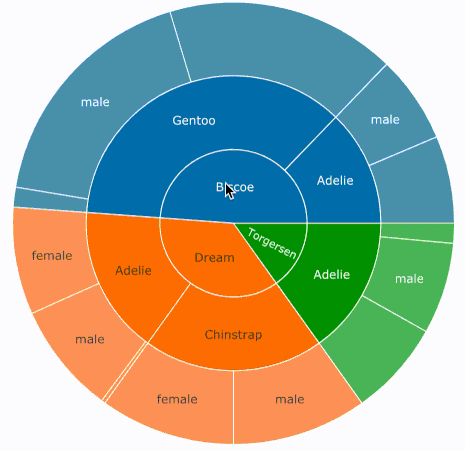 male
Gentoo
male
Adelie
Biscoe
Torgersen
female
Dream
Adelie
Adelie
male
male
Chinstrap
female
male